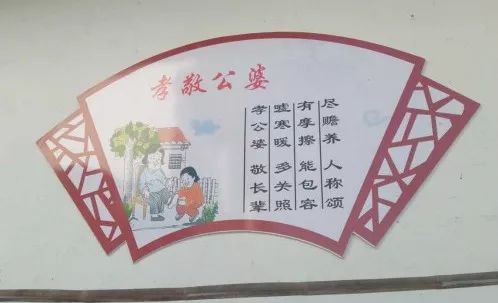 孝敬公婆
孝公婆 敬长辈
嘘寒暖 多关照
有摩擦 能包容
尽赡养 人称颂